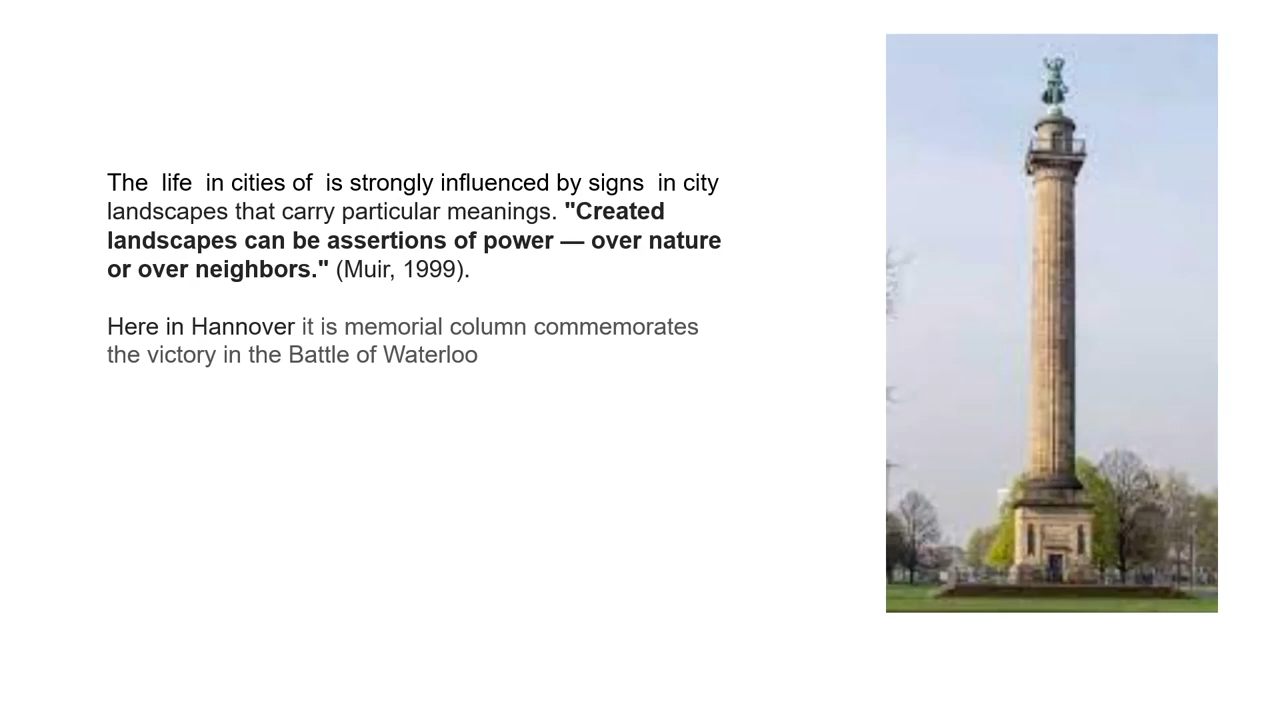 The  life  in cities of  is strongly influenced by signs  in city
landscapes that carry particular meanings. "Created
landscapes can be assertions of power — over nature
or over neighbors." (Muir, 1999).
Here in Hannover it is memorial column commemorates
the victory in the Battle of Waterloo